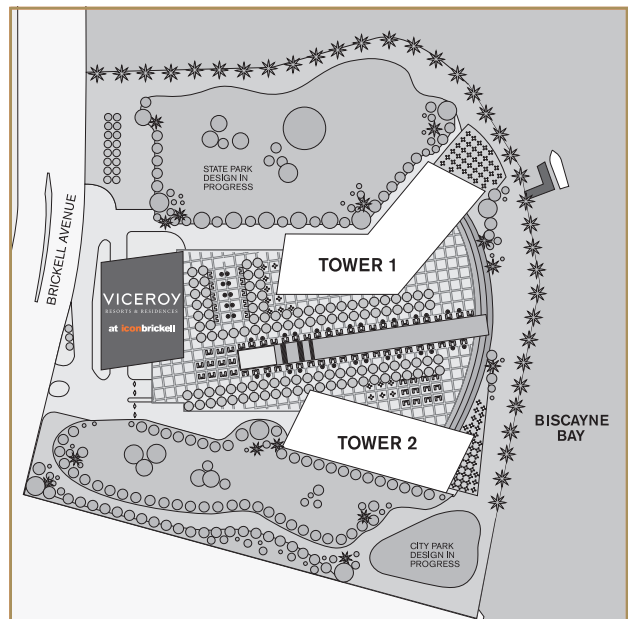 STATE PARK
DESIGN IN
PROGRESS
BRICKELL AVENUE
TOWER 1
VICEROY
RESORTS & RESIDENCES
at iconbrickell
TOWER 2
BISCAYNE
BAY
CITY PARK
DESIGN IN
PROGRESS